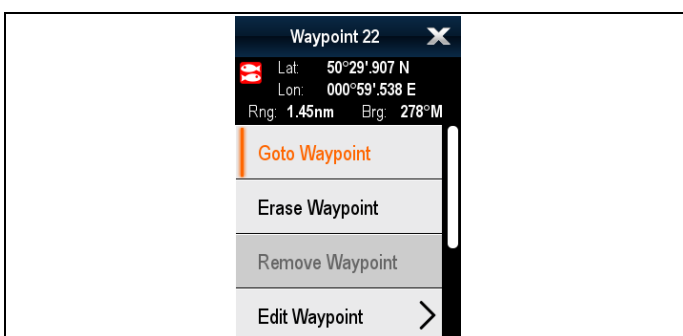 Waypoint 22
Lat: 50°29'.907 N
Lon: 000°59'.538 E
Rng: 1.45nm Brg: 278°M
Goto Waypoint
Erase Waypoint
Remove Waypoint
Edit Waypoint